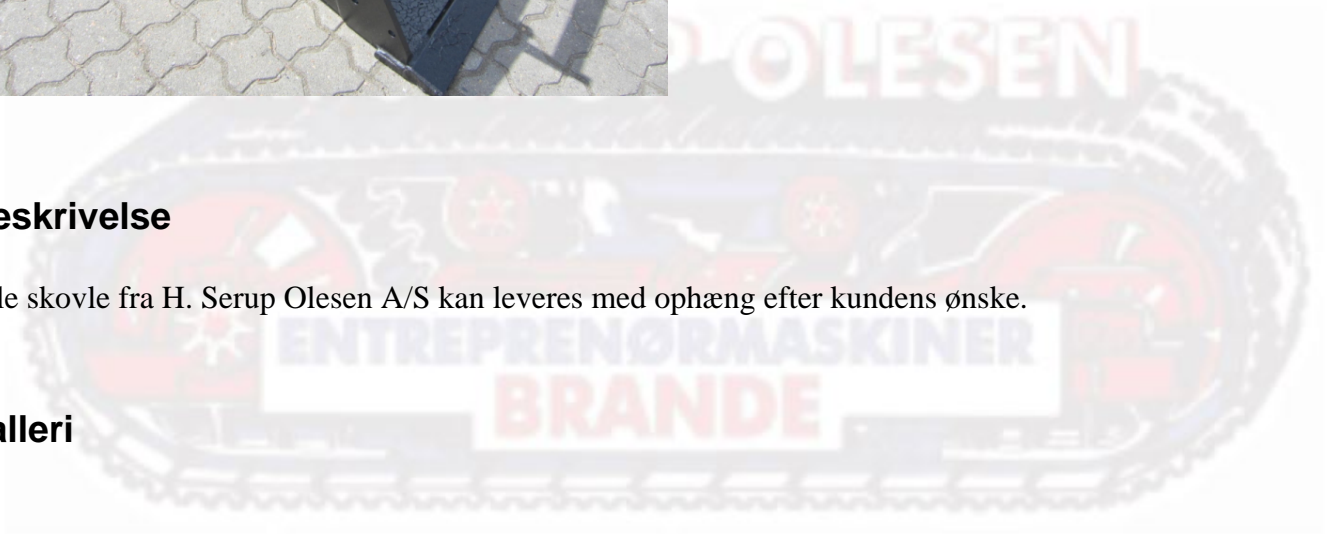 OLESEN
eskrivelse
le skovle fra H. Serup Olesen A/S kan leveres med ophæng efter kundens ønske.
ENTREPRENØRMASKINER
BRANDE
alleri